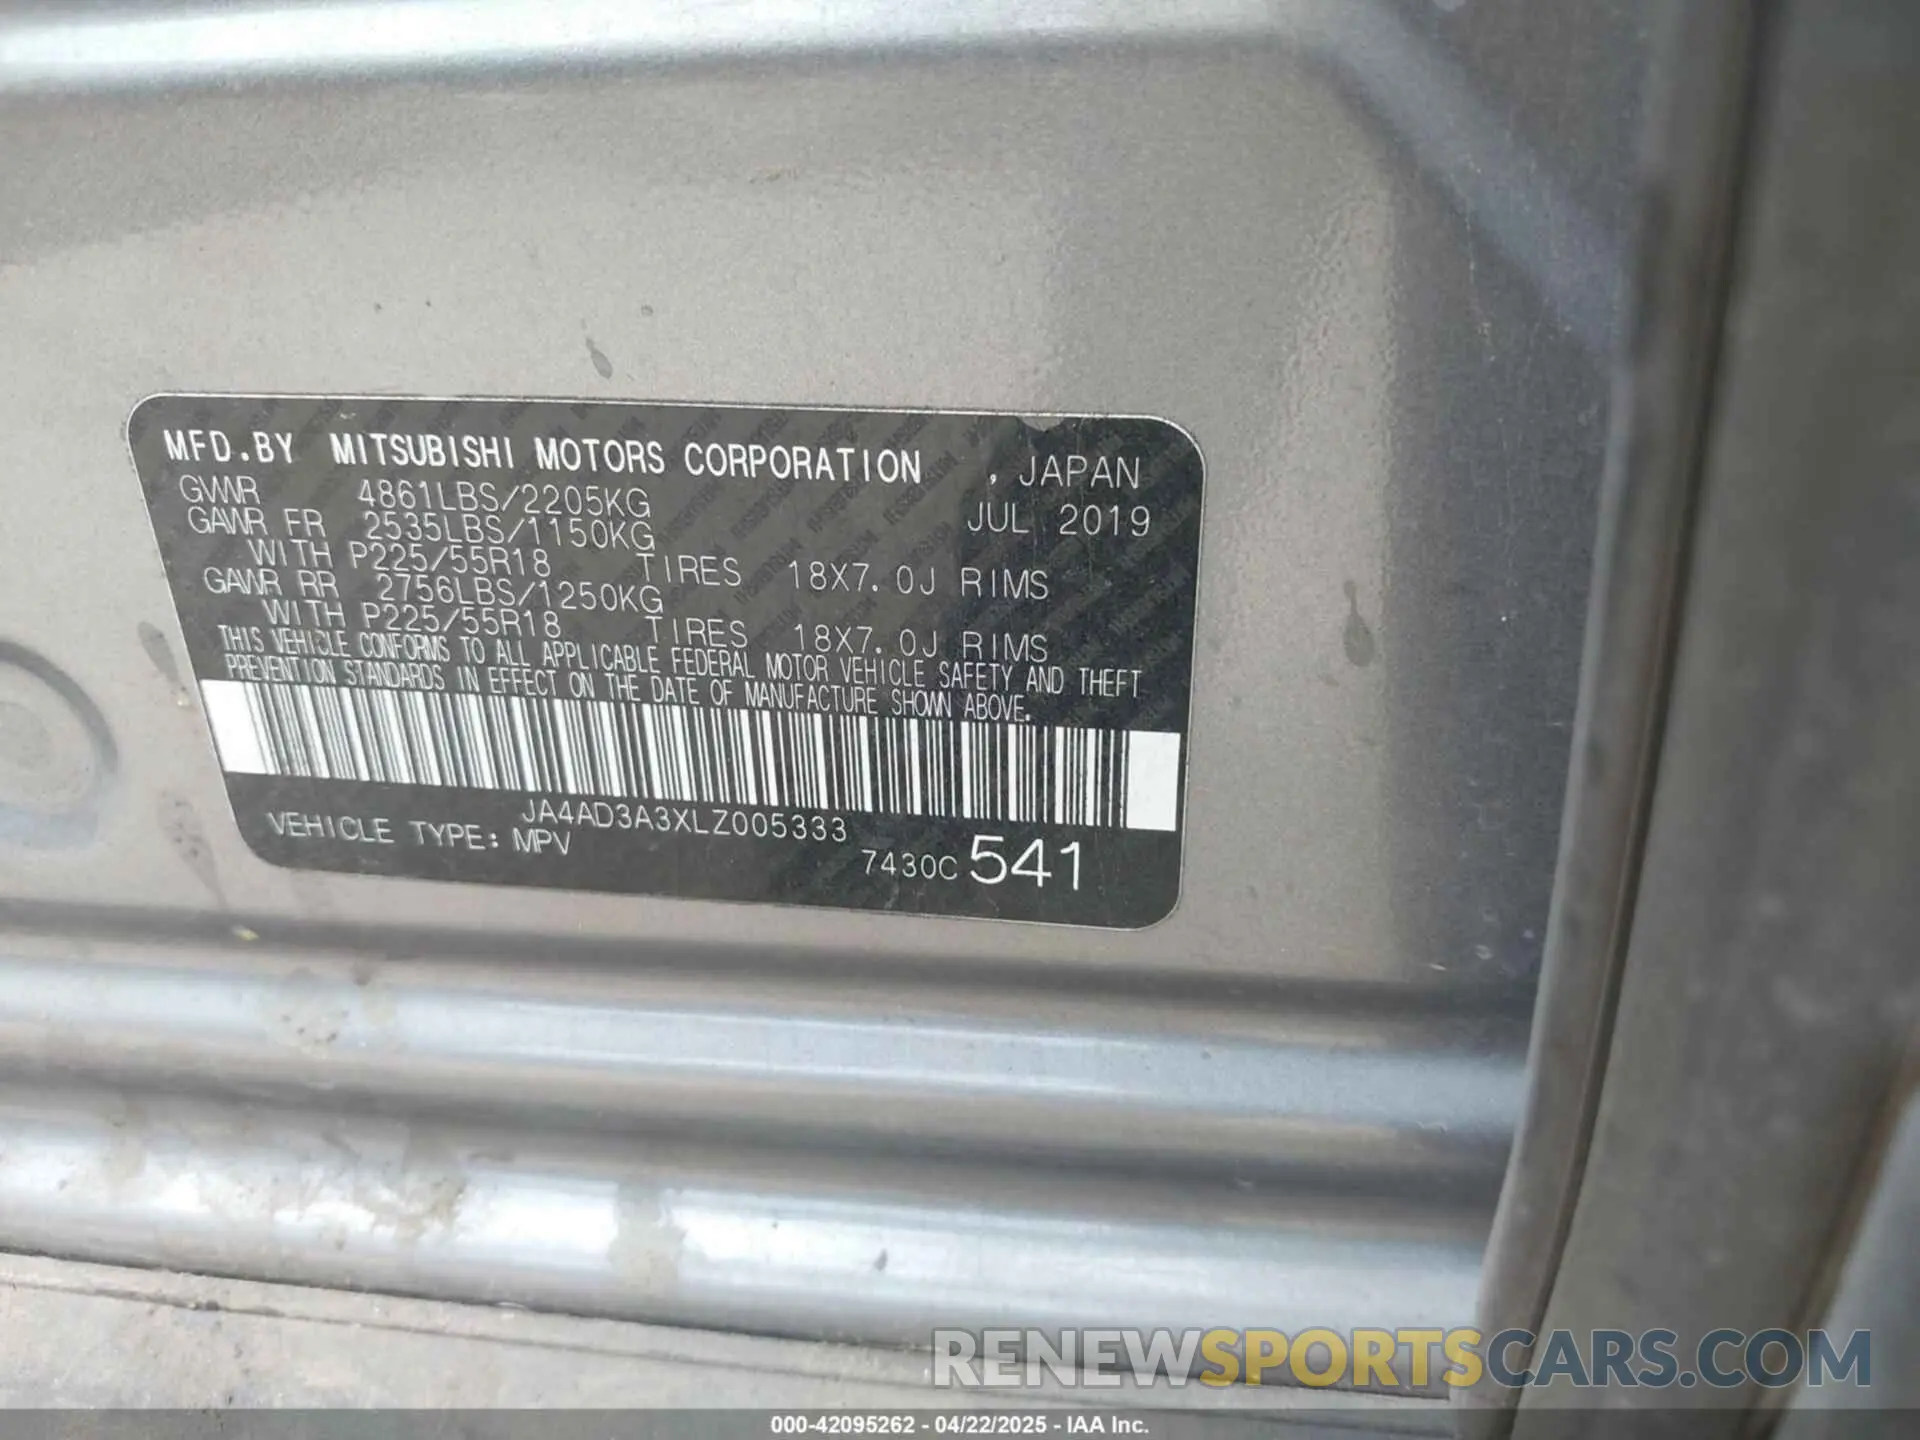 MFD.BY MITSUBISHI MOTORS CORPORATION , JAPAN
GVWR 4861LBS/2205KG JUL 2019
GAWR FR 2535LBS/1150KG
WITH P225/55R18 TIRES 18X7.0J RIMS
GAWR RR 2756LBS/1250KG
WITH P225/55R18 TIRES 18X7.0J RIMS
THIS VEHICLE CONFORMS TO ALL APPLICABLE FEDERAL MOTOR VEHICLE SAFETY AND THEFT
PREVENTION STANDARDS IN EFFECT ON THE DATE OF MANUFACTURE SHOWN ABOVE.
JA4AD3A3XLZ005333
VEHICLE TYPE: MPV
7430C 541
RENEWSPORTSCARS.COM
000-42095262 - 04/22/2025 - IAA Inc.